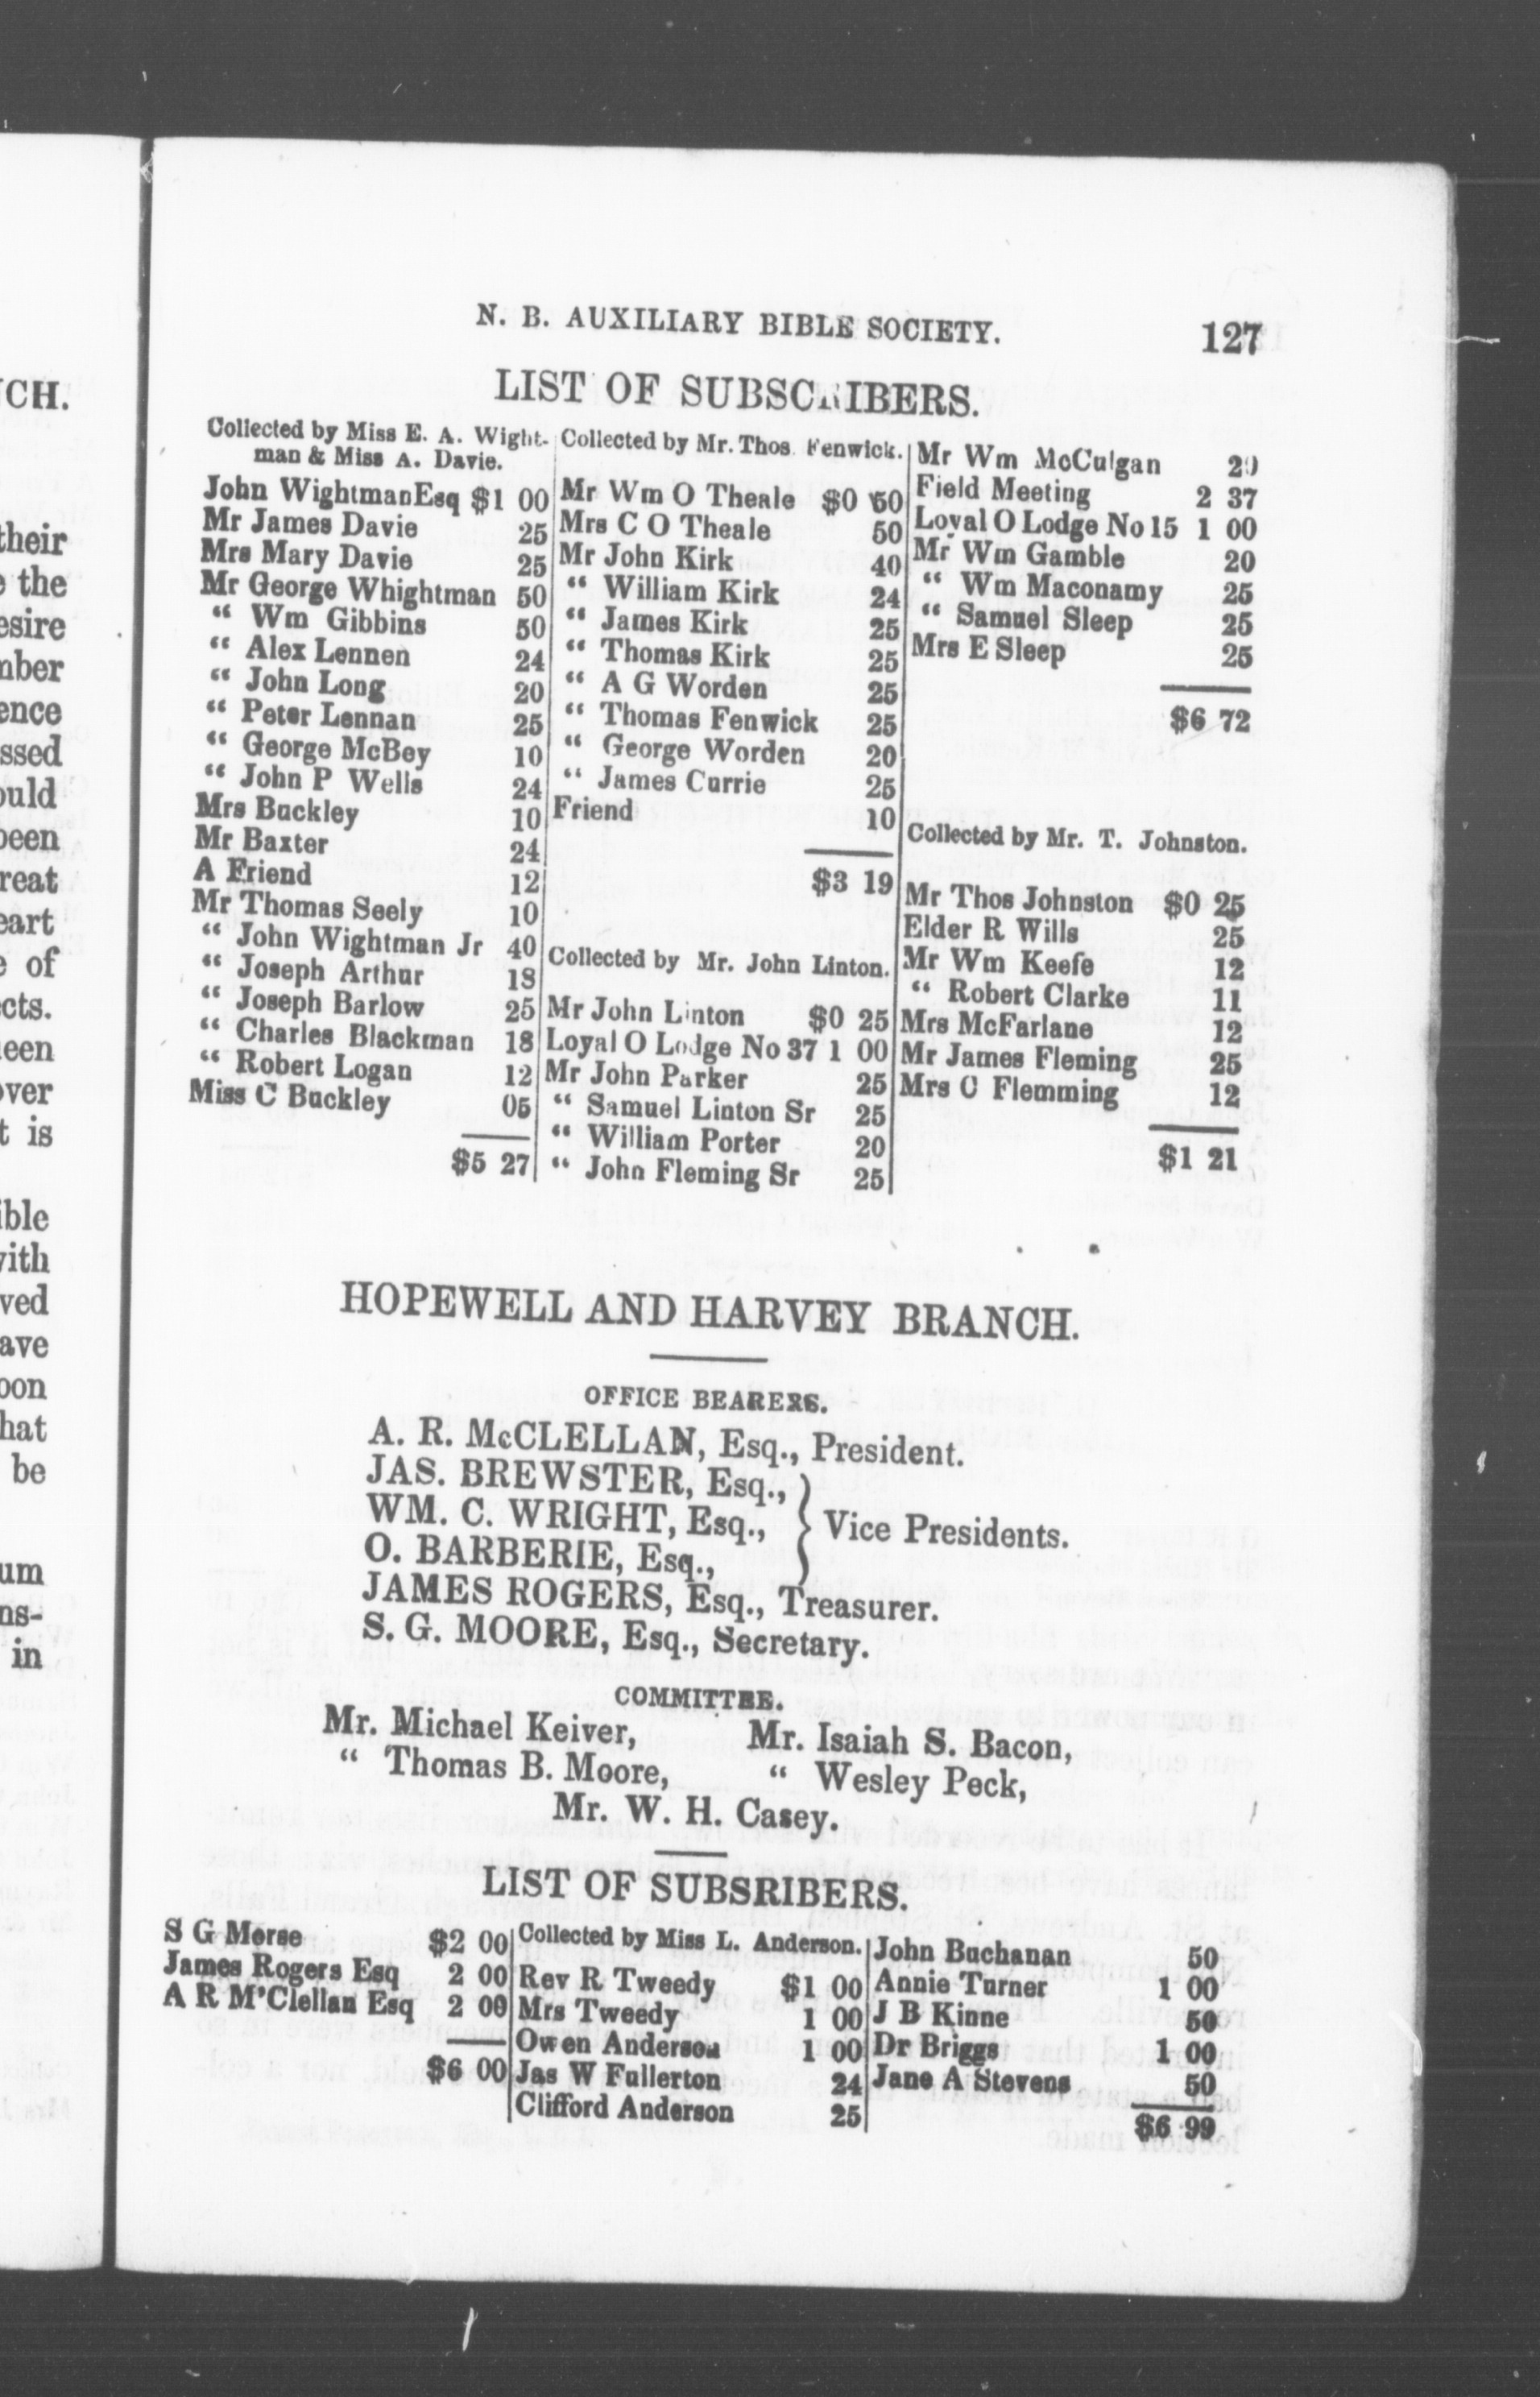 N. B. AUXILIARY BIBLE SOCIETY. 127
LIST OF SUBSCRIBERS.
Collected by Miss E. A. Wight-
man & Miss A. Davie.
John Wightman Esq $1 00
Mr James Davie 25
Mrs Mary Davie 25
Mr George Whightman 50
“ Wm Gibbins 50
“ Alex Lennen 24
“ John Long 20
“ Peter Lennan 25
“ George McBey 10
“ John P Wells 24
Mrs Buckley 10
Mr Baxter 24
A Friend 12
Mr Thomas Seely 10
“ John Wightman Jr 40
“ Joseph Arthur 18
“ Joseph Barlow 25
“ Charles Blackman 18
“ Robert Logan 12
Miss C Buckley 05
$5 27
Collected by Mr. Thos. Fenwick.
Mr Wm O Theale $0 50
Mrs C O Theale 50
Mr John Kirk 40
“ William Kirk 24
“ James Kirk 25
“ Thomas Kirk 25
“ A G Worden 25
“ Thomas Fenwick 25
“ George Worden 20
“ James Currie 25
Friend 10
$3 19
Collected by Mr. John Linton.
Mr John Linton $0 25
Loyal O Lodge No 37 1 00
Mr John Parker 25
“ Samuel Linton Sr 25
“ William Porter 20
“ John Fleming Sr 25
Mr Wm McCulgan 20
Field Meeting 2 37
Loyal O Lodge No 15 1 00
Mr Wm Gamble 20
“ Wm Maconamy 25
“ Samuel Sleep 25
Mrs E Sleep 25
$6 72
Collected by Mr. T. Johnston.
Mr Thos Johnston $0 25
Elder R Wills 25
Mr Wm Keefe 12
“ Robert Clarke 11
Mrs McFarlane 12
Mr James Fleming 25
Mrs C Flemming 12
$1 21
HOPEWELL AND HARVEY BRANCH.
OFFICE BEARERS.
A. R. McCLELLAN, Esq., President.
JAS. BREWSTER, Esq.,
WM. C. WRIGHT, Esq., } Vice Presidents.
O. BARBERIE, Esq.,
JAMES ROGERS, Esq., Treasurer.
S. G. MOORE, Esq., Secretary.
COMMITTEE.
Mr. Michael Keiver, Mr. Isaiah S. Bacon,
“ Thomas B. Moore, “ Wesley Peck,
Mr. W. H. Casey.
LIST OF SUBSRIBERS.
S G Morse $2 00
James Rogers Esq 2 00
A R M'Clellan Esq 2 00
$6 00
Collected by Miss L. Anderson.
Rev R Tweedy $1 00
Mrs Tweedy 1 00
Owen Anderson 1 00
Jas W Fullerton 24
Clifford Anderson 25
John Buchanan 50
Annie Turner 1 00
J B Kinne 50
Dr Briggs 1 00
Jane A Stevens 50
$6 99